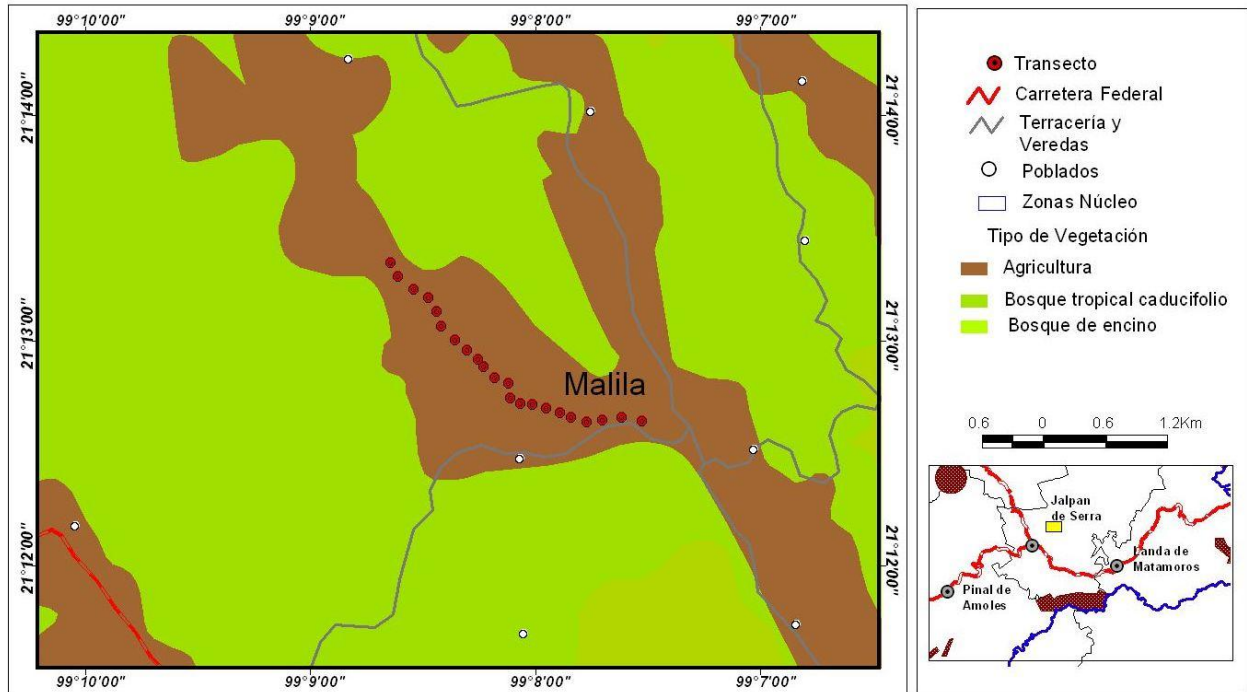 99°10'00"
99°9'00"
99°8'00"
99°7'00"
21°14'00"
21°14'00"
21°13'00"
21°13'00"
21°12'00"
21°12'00"
Malila
99°10'00"
99°9'00"
99°8'00"
99°7'00"
Transecto
Carretera Federal
Terracería y
Veredas
Poblados
Zonas Núcleo
Tipo de Vegetación
Agricultura
Bosque tropical caducifolio
Bosque de encino
0.6 0 0.6 1.2Km
Jalpan
de Serra
Landa de
Matamoros
Pinal de
Amoles